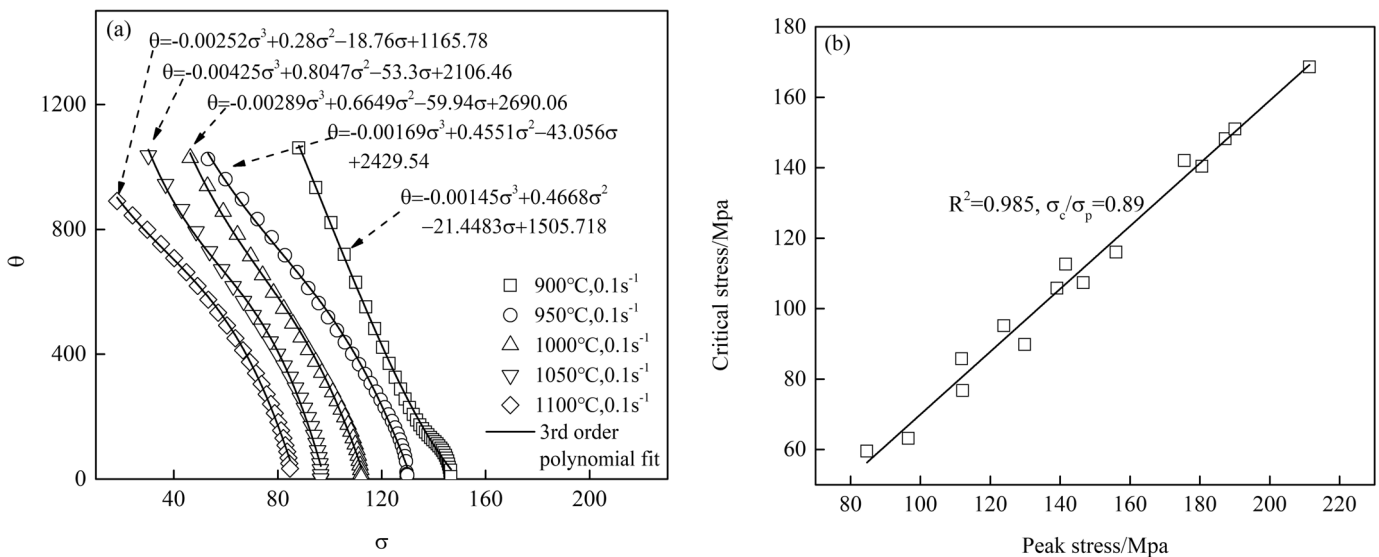 (a)
θ=-0.00252σ³+0.28σ²−18.76σ+1165.78
θ=-0.00425σ³+0.8047σ²−53.3σ+2106.46
θ=-0.00289σ³+0.6649σ²−59.94σ+2690.06
θ=-0.00169σ³+0.4551σ²−43.056σ
+2429.54
θ=-0.00145σ³+0.4668σ²
−21.4483σ+1505.718
900°C,0.1s⁻¹
950°C,0.1s⁻¹
1000°C,0.1s⁻¹
1050°C,0.1s⁻¹
1100°C,0.1s⁻¹
3rd order
polynomial fit
1200
800
400
0
θ
40 80 120 160 200
σ
(b)
R²=0.985, σc/σp=0.89
180
160
140
120
100
80
60
Critical stress/Mpa
80 100 120 140 160 180 200 220
Peak stress/Mpa